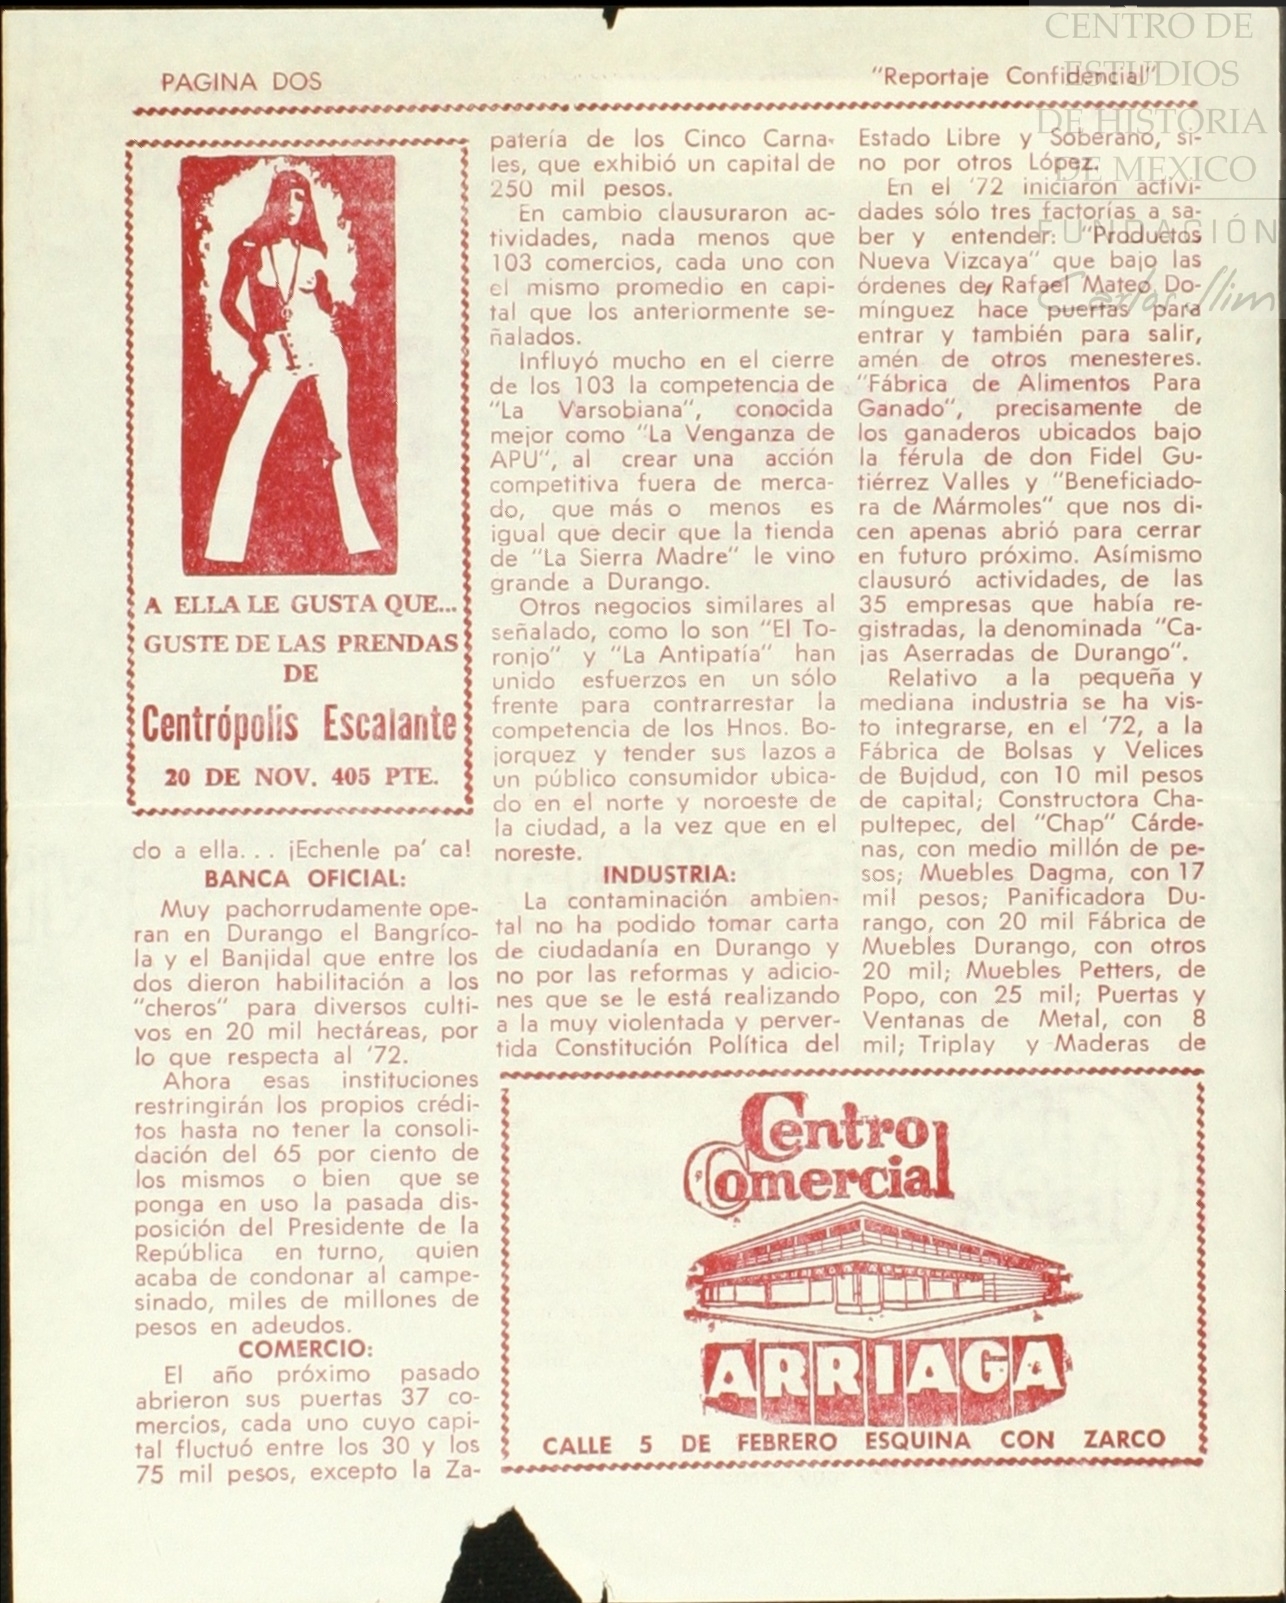 PAGINA DOS
"Reportaje Confidencial"
A ELLA LE GUSTA QUE...
GUSTE DE LAS PRENDAS
DE
Centrópolis Escalante
20 DE NOV. 405 PTE.
do a ella... ¡Echenle pa' ca!
BANCA OFICIAL:
Muy pachorrudamente ope-
ran en Durango el Bangríco-
la y el Banjidal que entre los
dos dieron habilitación a los
"cheros" para diversos culti-
vos en 20 mil hectáreas, por
lo que respecta al '72.
Ahora esas instituciones
restringirán los propios crédi-
tos hasta no tener la consoli-
dación del 65 por ciento de
los mismos o bien que se
ponga en uso la pasada dis-
posición del Presidente de la
República en turno, quien
acaba de condonar al campe-
sinado, miles de millones de
pesos en adeudos.
COMERCIO:
El año próximo pasado
abrieron sus puertas 37 co-
mercios, cada uno cuyo capi-
tal fluctuó entre los 30 y los
75 mil pesos, excepto la Za-
patería de los Cinco Carna-
les, que exhibió un capital de
250 mil pesos.
En cambio clausuraron ac-
tividades, nada menos que
103 comercios, cada uno con
el mismo promedio en capi-
tal que los anteriormente se-
ñalados.
Influyó mucho en el cierre
de los 103 la competencia de
"La Varsobiana", conocida
mejor como "La Venganza de
APU", al crear una acción
competitiva fuera de merca-
do, que más o menos es
igual que decir que la tienda
de "La Sierra Madre" le vino
grande a Durango.
Otros negocios similares al
señalado, como lo son "El To-
ronjo" y "La Antipatía" han
unido esfuerzos en un sólo
frente para contrarrestar la
competencia de los Hnos. Bo-
jorquez y tender sus lazos a
un público consumidor ubica-
do en el norte y noroeste de
la ciudad, a la vez que en el
noreste.
INDUSTRIA:
La contaminación ambien-
tal no ha podido tomar carta
de ciudadanía en Durango y
no por las reformas y adicio-
nes que se le está realizando
a la muy violentada y perver-
tida Constitución Política del
Estado Libre y Soberano, si-
no por otros López.
En el '72 iniciaron activi-
dades sólo tres factorías a sa-
ber y entender: "Productos
Nueva Vizcaya" que bajo las
órdenes de, Rafael Mateo Do-
mínguez hace puertas para
entrar y también para salir,
amén de otros menesteres.
"Fábrica de Alimentos Para
Ganado", precisamente de
los ganaderos ubicados bajo
la férula de don Fidel Gu-
tiérrez Valles y "Beneficiado-
ra de Mármoles" que nos di-
cen apenas abrió para cerrar
en futuro próximo. Asímismo
clausuró actividades, de las
35 empresas que había re-
gistradas, la denominada "Ca-
jas Aserradas de Durango".
Relativo a la pequeña y
mediana industria se ha vis-
to integrarse, en el '72, a la
Fábrica de Bolsas y Velices
de Bujdud, con 10 mil pesos
de capital; Constructora Cha-
pultepec, del "Chap" Cárde-
nas, con medio millón de pe-
sos; Muebles Dagma, con 17
mil pesos; Panificadora Du-
rango, con 20 mil Fábrica de
Muebles Durango, con otros
20 mil; Muebles Petters, de
Popo, con 25 mil; Puertas y
Ventanas de Metal, con 8
mil; Triplay y Maderas de
Centro
Comercial
ARRIAGA
CALLE 5 DE FEBRERO ESQUINA CON ZARCO
CENTRO DE
ESTUDIOS
DE HISTORIA
DE MEXICO
FUNDACIÓN
Carlos Slim